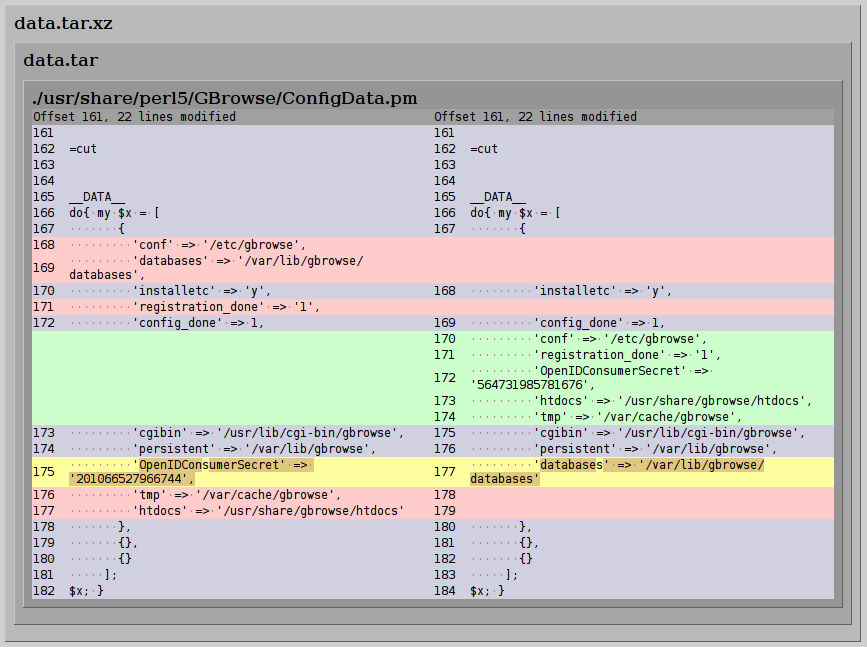 data.tar.xz
data.tar
./usr/share/perl5/GBrowse/ConfigData.pm
Offset 161, 22 lines modified Offset 161, 22 lines modified
161 161
162 =cut 162 =cut
163 163
164 164
165 __DATA__ 165 __DATA__
166 do{·my·$x·=·[ 166 do{·my·$x·=·[
167 ·······{ 167 ·······{
168 ·········'conf'·=>·'/etc/gbrowse',
169 ·········'databases'·=>·'/var/lib/gbrowse/
databases',
170 ·········'installetc'·=>·'y', 168 ·········'installetc'·=>·'y',
171 ·········'registration_done'·=>·'1',
172 ·········'config_done'·=>·1, 169 ·········'config_done'·=>·1,
170 ·········'conf'·=>·'/etc/gbrowse',
171 ·········'registration_done'·=>·'1',
172 ·········'OpenIDConsumerSecret'·=>·
'564731985781676',
173 ·········'htdocs'·=>·'/usr/share/gbrowse/htdocs',
174 ·········'tmp'·=>·'/var/cache/gbrowse',
173 ·········'cgibin'·=>·'/usr/lib/cgi-bin/gbrowse', 175 ·········'cgibin'·=>·'/usr/lib/cgi-bin/gbrowse',
174 ·········'persistent'·=>·'/var/lib/gbrowse', 176 ·········'persistent'·=>·'/var/lib/gbrowse',
175 ·········'OpenIDConsumerSecret'·=>· 177 ·········'databases'·=>·'/var/lib/gbrowse/
'201066527966744', databases'
176 ·········'tmp'·=>·'/var/cache/gbrowse', 178
177 ·········'htdocs'·=>·'/usr/share/gbrowse/htdocs' 179
178 ·······}, 180 ·······},
179 ·······{}, 181 ·······{},
180 ·······{} 182 ·······{}
181 ·····]; 183 ·····];
182 $x;·} 184 $x;·}